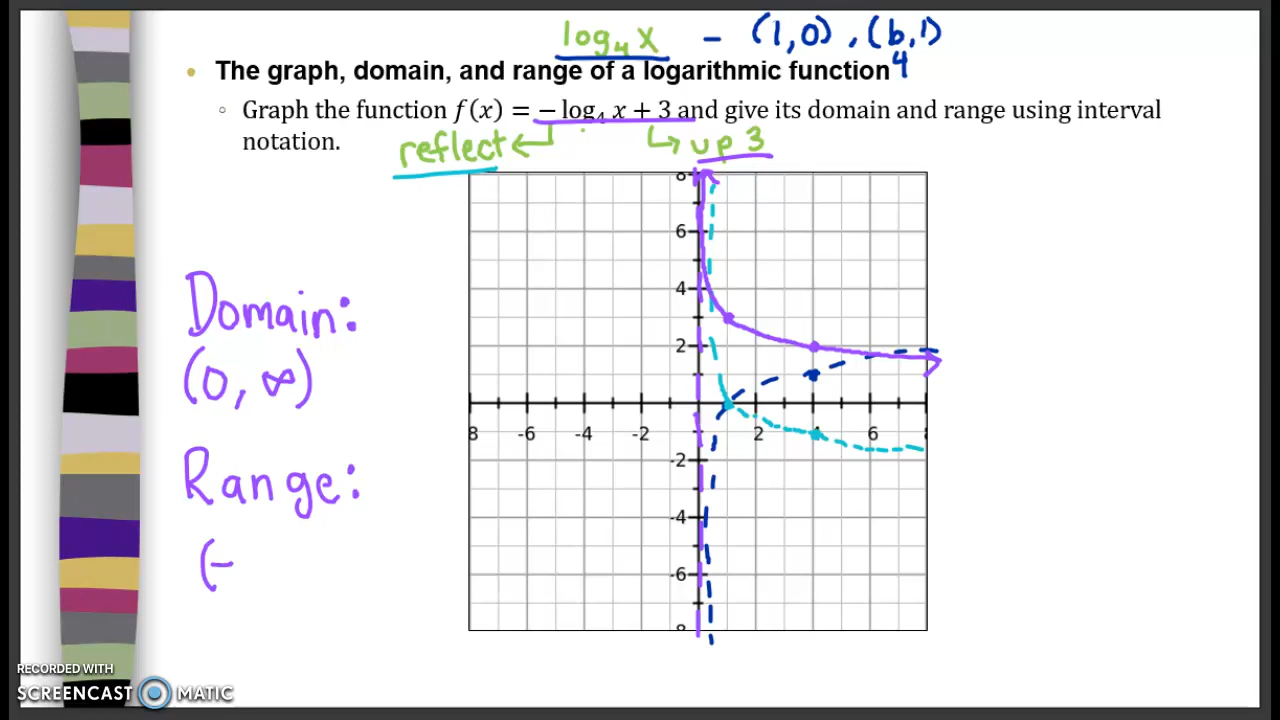 log₄ x – (1,0), (b,1)
4
• The graph, domain, and range of a logarithmic function
◦ Graph the function f(x) = − log₄ x + 3 and give its domain and range using interval
notation.
reflect ← ↳ up 3
8
6
4
2
8 -6 -4 -2 2 4 6 8
-2
-4
-6
8
Domain:
(0, ∞)
Range:
(-
RECORDED WITH
SCREENCAST MATIC